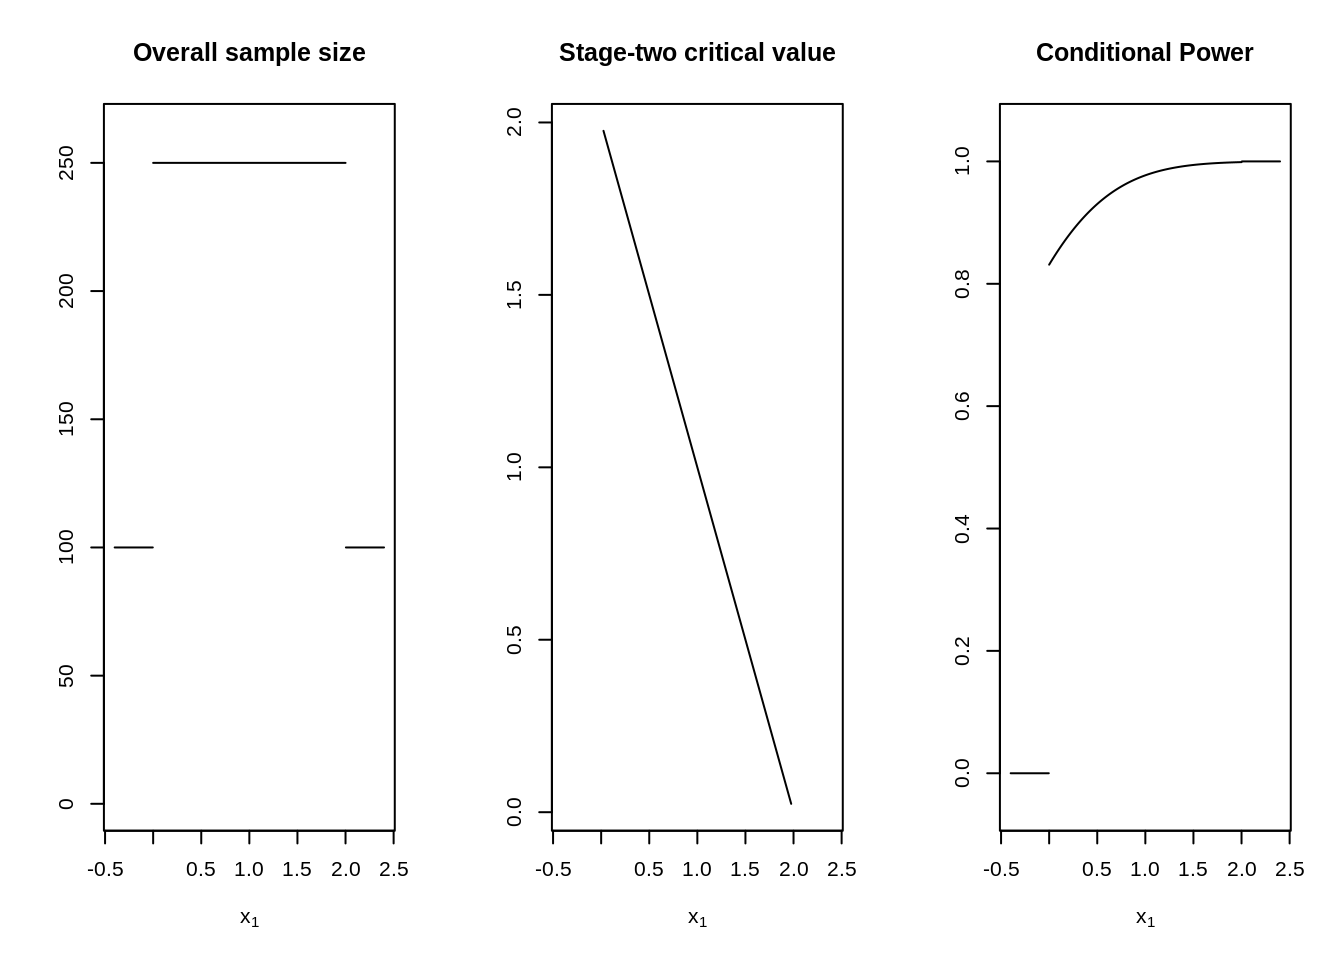 Overall sample size
250
200
150
100
50
0
-0.5 0.5 1.0 1.5 2.0 2.5
x1
Stage-two critical value
2.0
1.5
1.0
0.5
0.0
-0.5 0.5 1.0 1.5 2.0 2.5
x1
Conditional Power
1.0
0.8
0.6
0.4
0.2
0.0
-0.5 0.5 1.0 1.5 2.0 2.5
x1